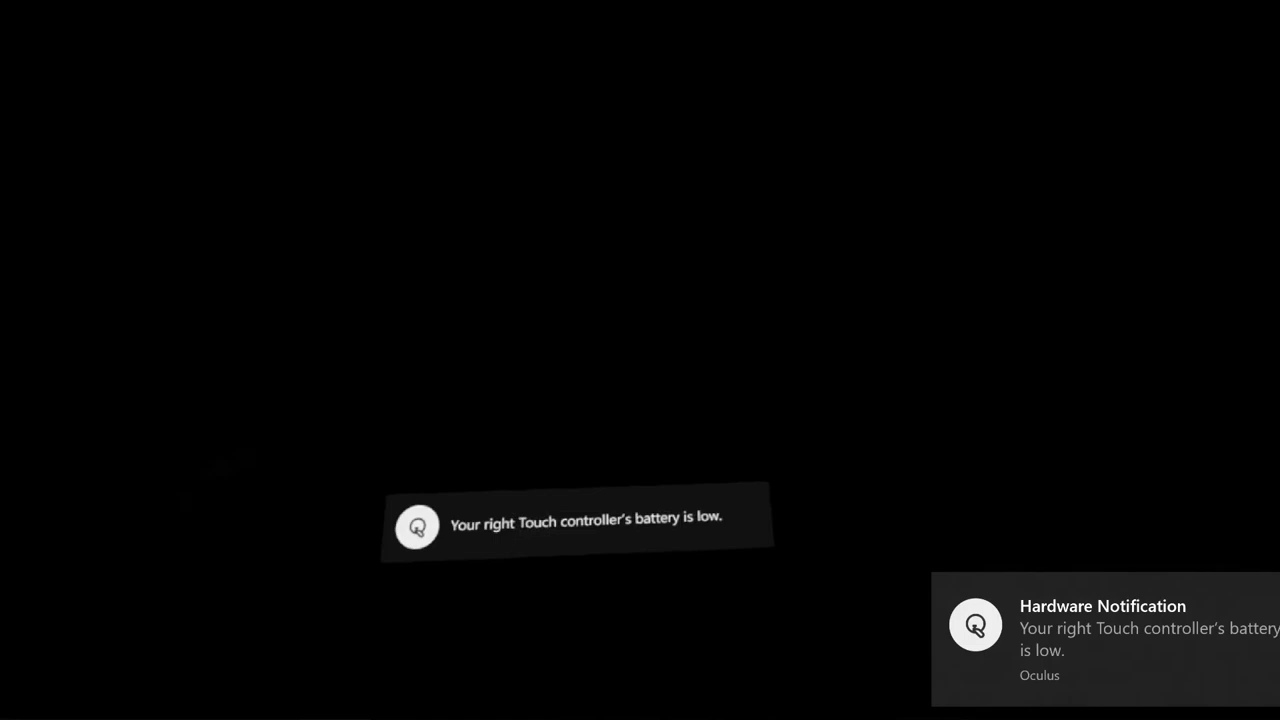 Your right Touch controller's battery is low.
Hardware Notification
Your right Touch controller's battery
is low.
Oculus